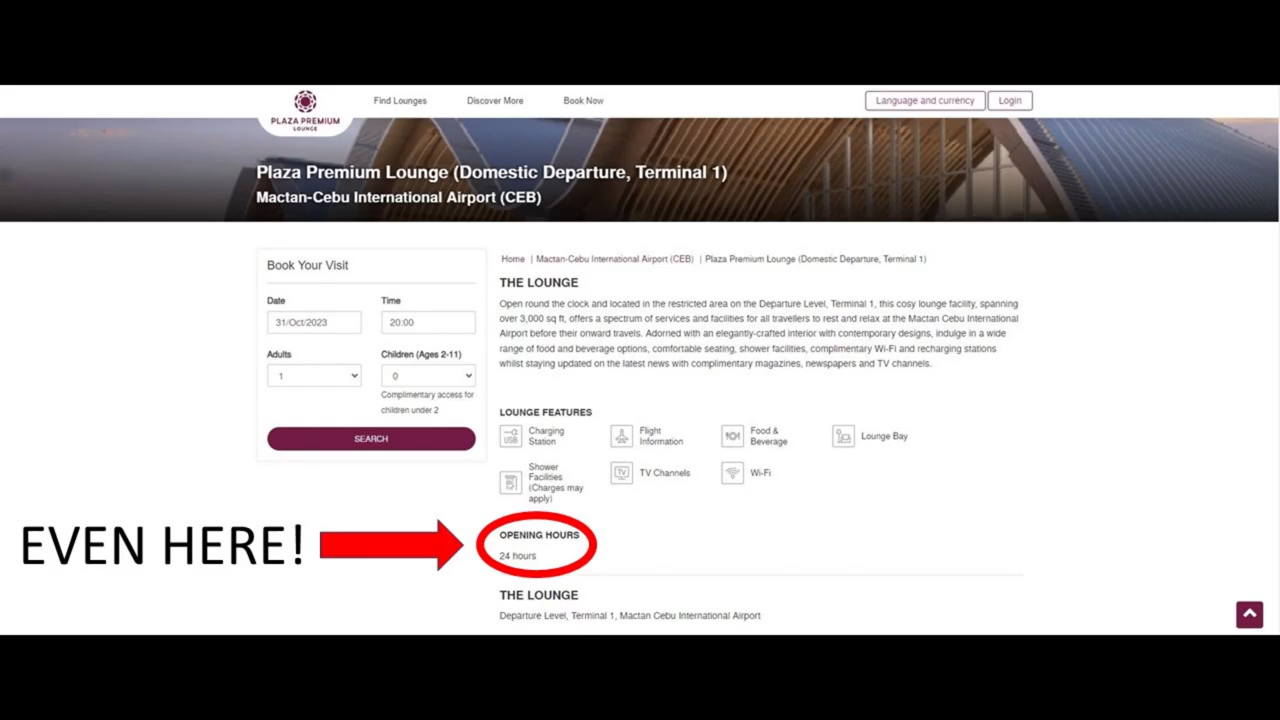 PLAZA PREMIUM
LOUNGE
Find Lounges
Discover More
Book Now
Language and currency
Login
Plaza Premium Lounge (Domestic Departure, Terminal 1)
Mactan-Cebu International Airport (CEB)
Book Your Visit
Date
Time
31/Oct/2023
20:00
Adults
Children (Ages 2-11)
1
0
Complimentary access for
children under 2
SEARCH
Home | Mactan-Cebu International Airport (CEB) | Plaza Premium Lounge (Domestic Departure, Terminal 1)
THE LOUNGE
Open round the clock and located in the restricted area on the Departure Level, Terminal 1, this cosy lounge facility, spanning
over 3,000 sq ft, offers a spectrum of services and facilities for all travellers to rest and relax at the Mactan Cebu International
Airport before their onward travels. Adorned with an elegantly-crafted interior with contemporary designs, indulge in a wide
range of food and beverage options, comfortable seating, shower facilities, complimentary Wi-Fi and recharging stations
whilst staying updated on the latest news with complimentary magazines, newspapers and TV channels.
LOUNGE FEATURES
USB
Charging
Station
Flight
Information
Food &
Beverage
Lounge Bay
Shower
Facilities
(Charges may
apply)
TV
TV Channels
Wi-Fi
EVEN HERE!
OPENING HOURS
24 hours
THE LOUNGE
Departure Level, Terminal 1, Mactan Cebu International Airport